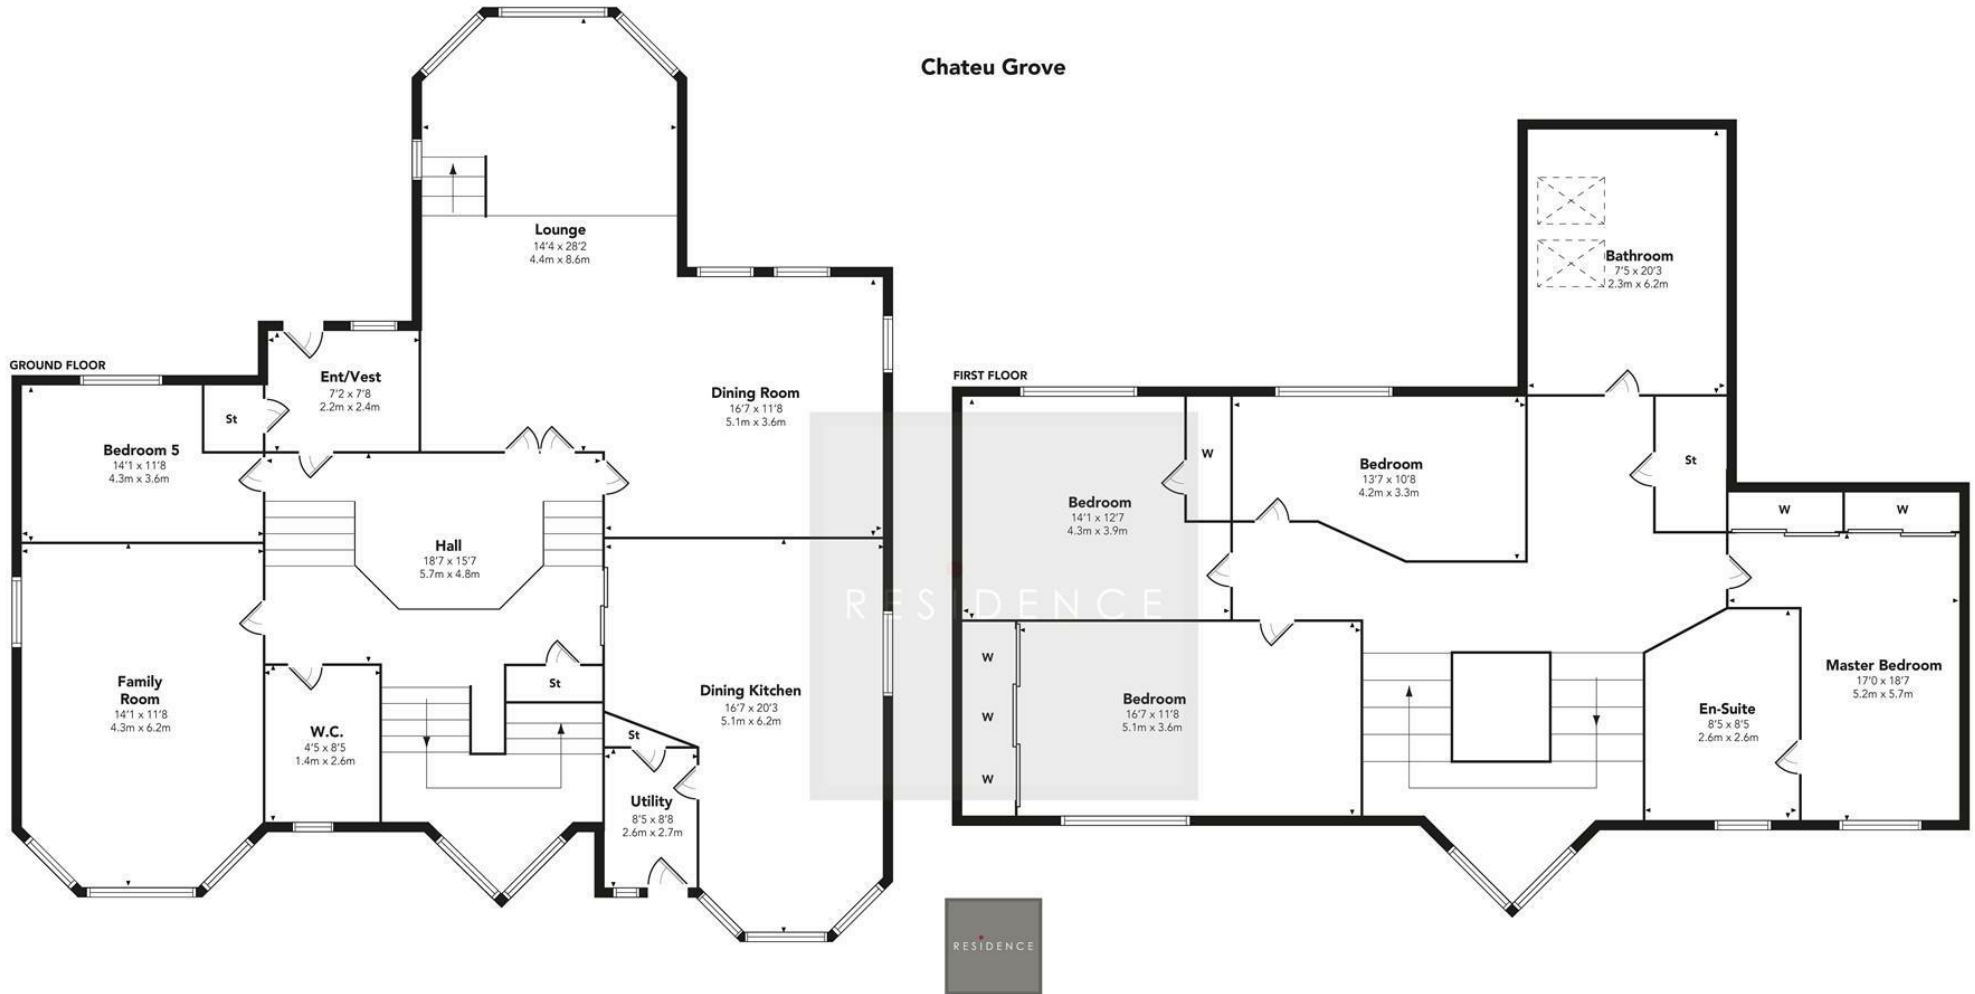 Chateu Grove
GROUND FLOOR
Lounge
14'4 x 28'2
4.4m x 8.6m
Ent/Vest
7'2 x 7'8
2.2m x 2.4m
St
Bedroom 5
14'1 x 11'8
4.3m x 3.6m
Dining Room
16'7 x 11'8
5.1m x 3.6m
Hall
18'7 x 15'7
5.7m x 4.8m
Family
Room
14'1 x 11'8
4.3m x 6.2m
W.C.
4'5 x 8'5
1.4m x 2.6m
St
Dining Kitchen
16'7 x 20'3
5.1m x 6.2m
St
Utility
8'5 x 8'8
2.6m x 2.7m
FIRST FLOOR
Bathroom
7'5 x 20'3
2.3m x 6.2m
W
Bedroom
13'7 x 10'8
4.2m x 3.3m
St
Bedroom
14'1 x 12'7
4.3m x 3.9m
W
W
RESIDENCE
W
W
W
Bedroom
16'7 x 11'8
5.1m x 3.6m
Master Bedroom
17'0 x 18'7
5.2m x 5.7m
En-Suite
8'5 x 8'5
2.6m x 2.6m
RESIDENCE